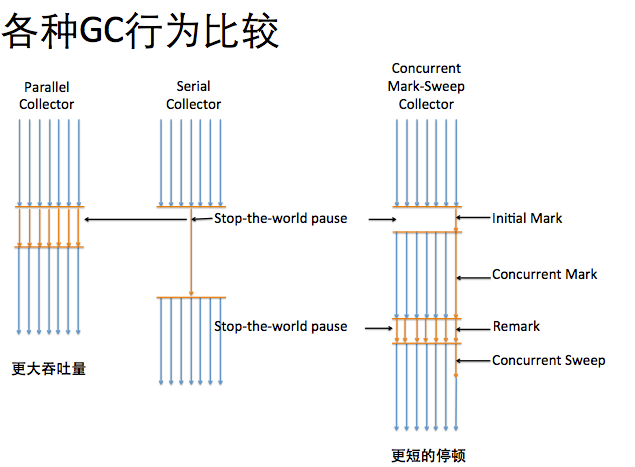 各种GC行为比较
Parallel
Collector
Serial
Collector
Concurrent
Mark-Sweep
Collector
Stop-the-world pause
Initial Mark
Concurrent Mark
Stop-the-world pause
Remark
Concurrent Sweep
更大吞吐量
更短的停顿